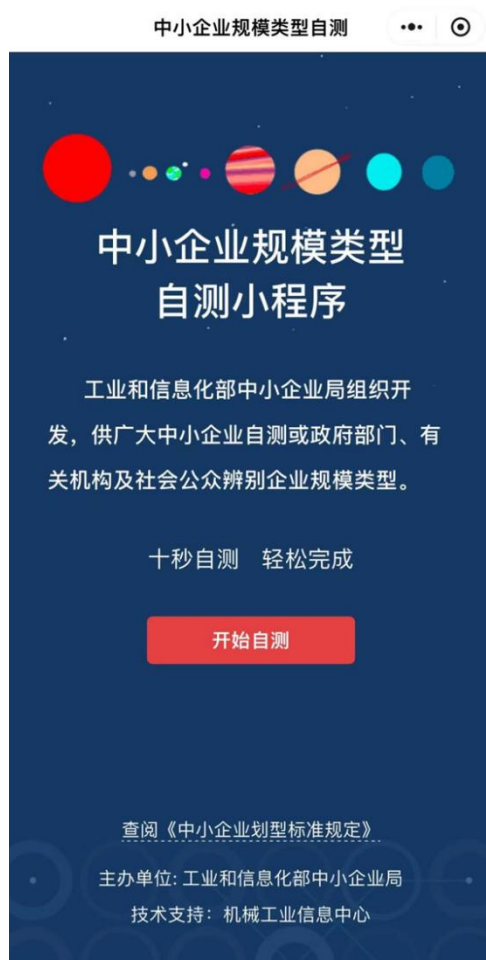 中小企业规模类型自测
中小企业规模类型
自测小程序
工业和信息化部中小企业局组织开
发，供广大中小企业自测或政府部门、有
关机构及社会公众辨别企业规模类型。
十秒自测 轻松完成
开始自测
查阅《中小企业划型标准规定》
主办单位: 工业和信息化部中小企业局
技术支持: 机械工业信息中心